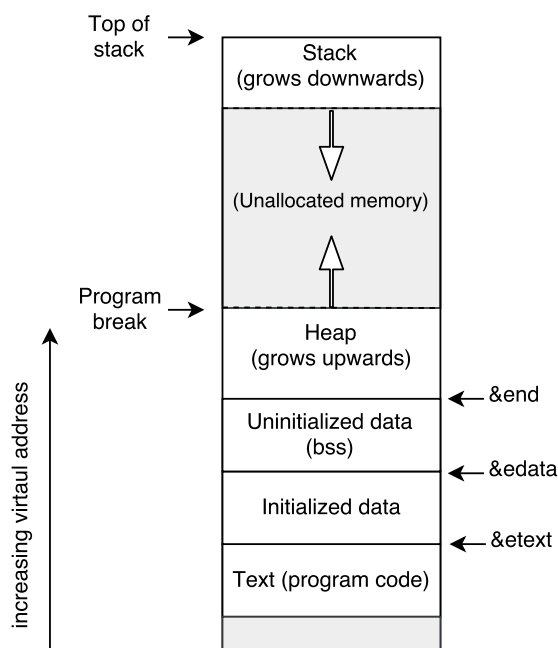 Top of
stack
Stack
(grows downwards)
(Unallocated memory)
Program
break
Heap
(grows upwards)
&end
Uninitialized data
(bss)
&edata
Initialized data
&etext
Text (program code)
increasing virtaul address